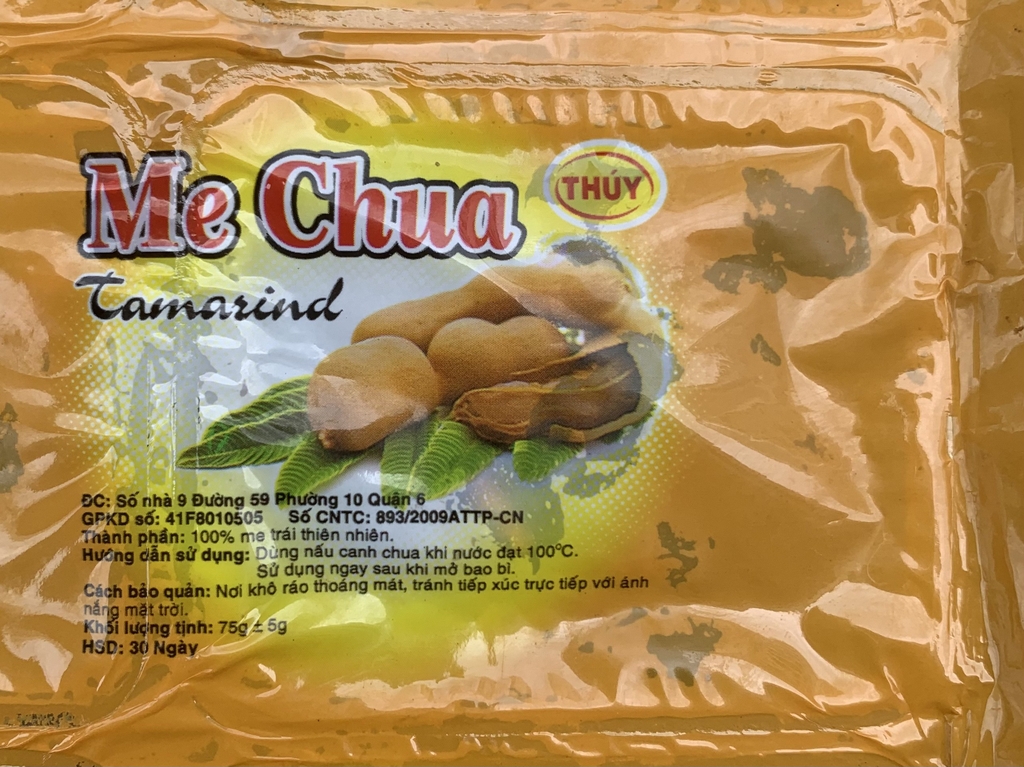 Me Chua
THÚY
Tamarind
ĐC: Số nhà 9 Đường 59 Phường 10 Quận 6
GPKD số: 41F8010505 Số CNTC: 893/2009ATTP-CN
Thành phần: 100% me trái thiên nhiên.
Hướng dẫn sử dụng: Dùng nấu canh chua khi nước đạt 100°C.
Sử dụng ngay sau khi mở bao bì.
Cách bảo quản: Nơi khô ráo thoáng mát, tránh tiếp xúc trực tiếp với ánh
nắng mặt trời.
Khối lượng tịnh: 75g ± 5g
HSD: 30 Ngày